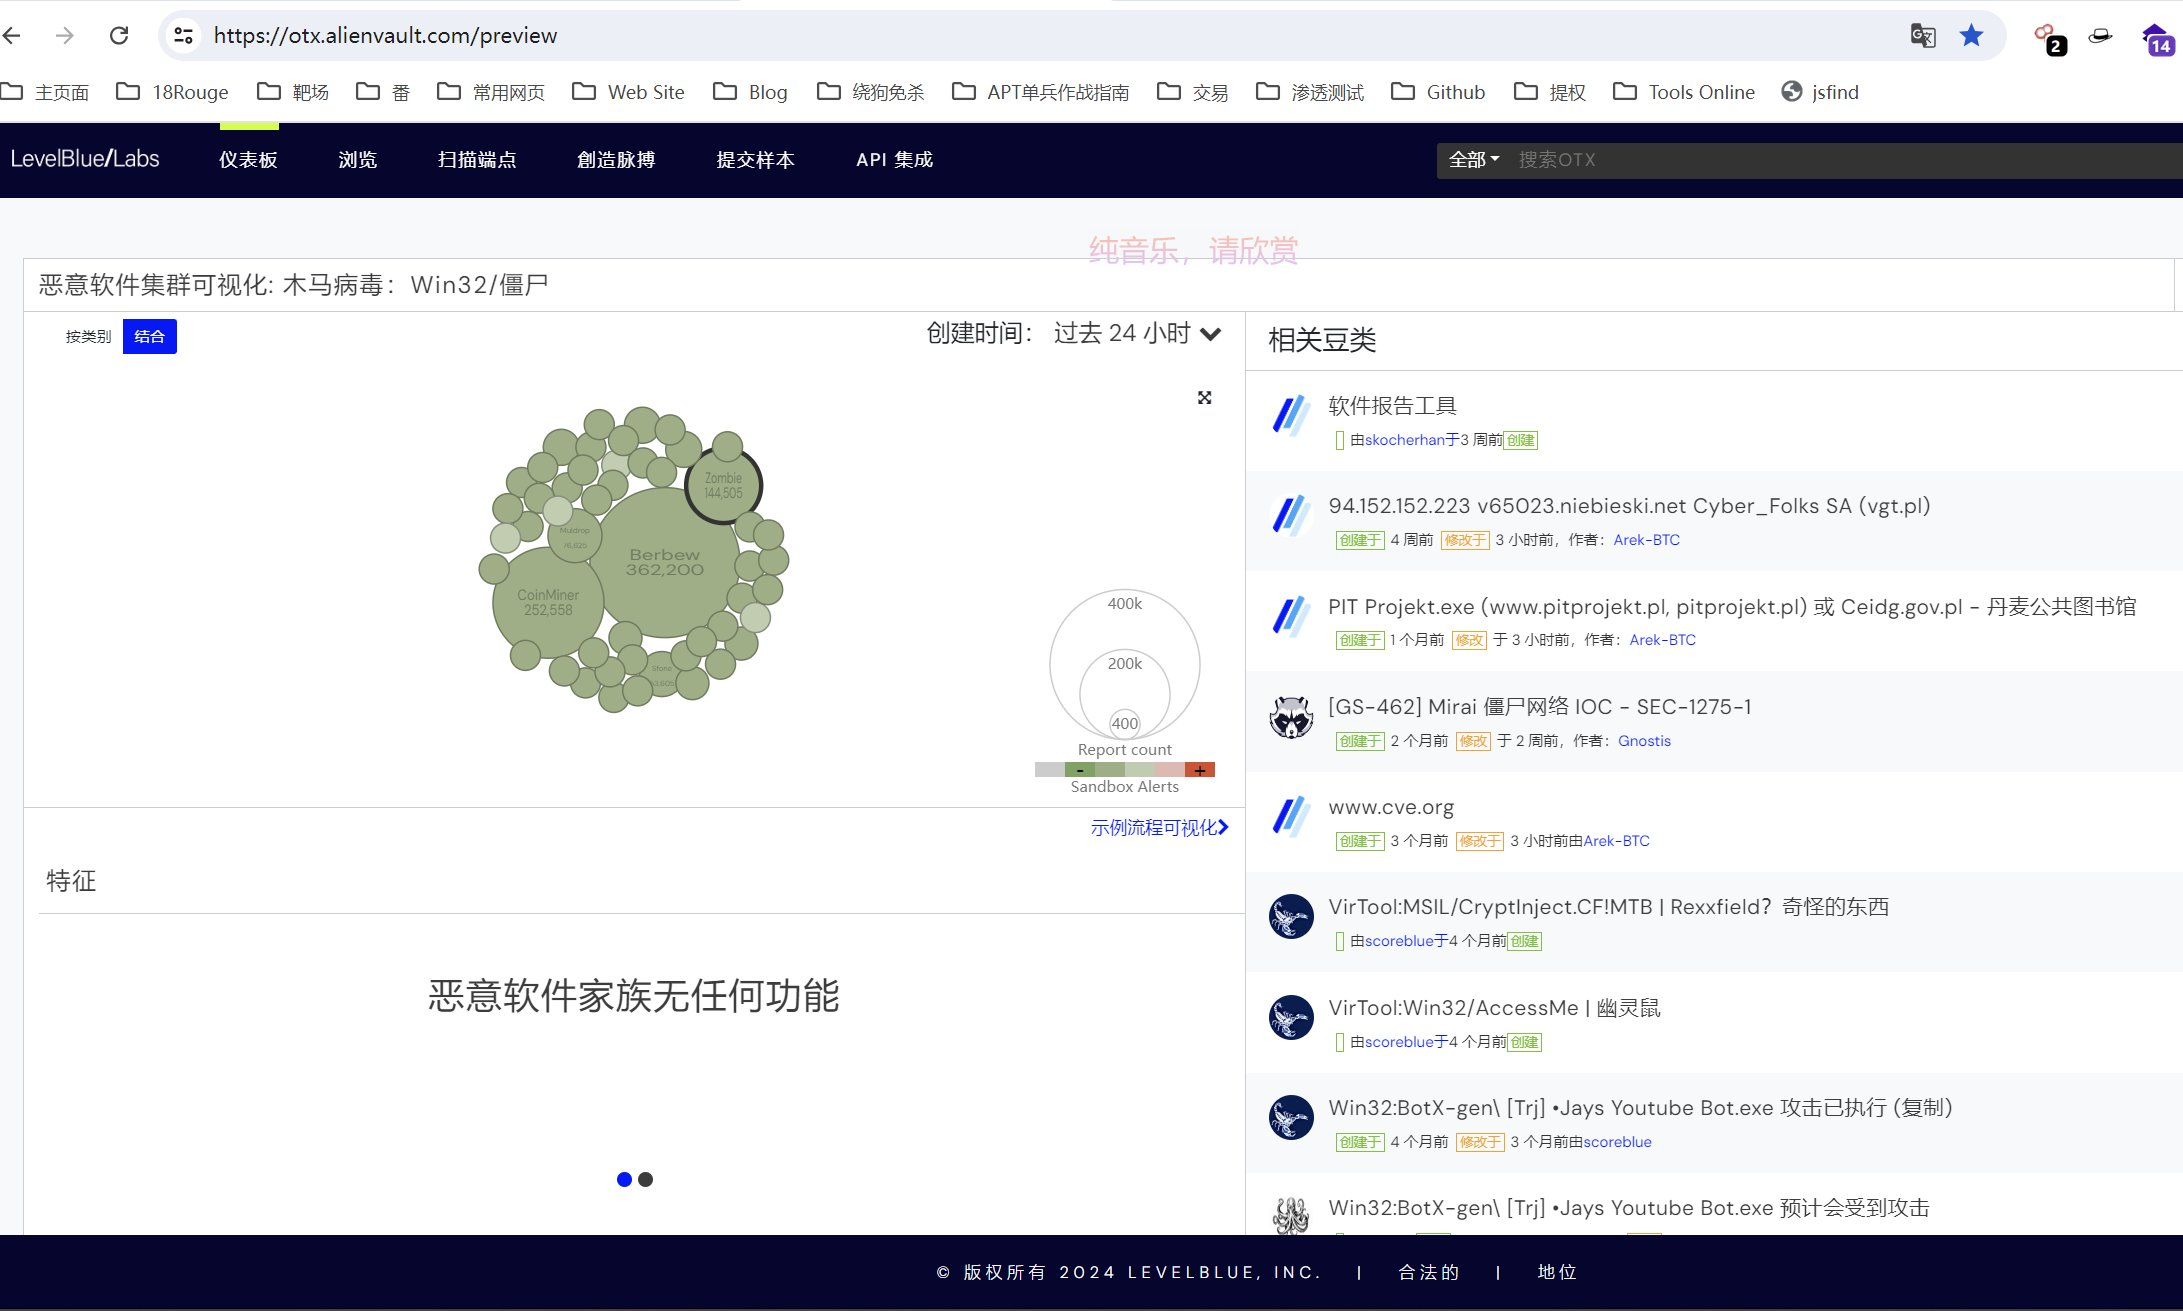 https://otx.alienvault.com/preview
2
14
主页面 18Rouge 靶场 番 常用网页 Web Site Blog 绕狗免杀 APT单兵作战指南 交易 渗透测试 Github 提权 Tools Online jsfind
LevelBlue/Labs 仪表板 浏览 扫描端点 創造脉搏 提交样本 API 集成 全部 搜索OTX
纯音乐，请欣赏
恶意软件集群可视化: 木马病毒：Win32/僵尸
按类别 结合 创建时间： 过去 24 小时
Zombie
144,505
Muldrop
76,625
Berbew
362,200
CoinMiner
252,558
Stone
400k
200k
400
Report count
- +
Sandbox Alerts
示例流程可视化
特征
恶意软件家族无任何功能
相关豆类
软件报告工具
由skocherhan于3 周前创建
94.152.152.223 v65023.niebieski.net Cyber_Folks SA (vgt.pl)
创建于 4 周前 修改于 3 小时前，作者：Arek-BTC
PIT Projekt.exe (www.pitprojekt.pl, pitprojekt.pl) 或 Ceidg.gov.pl - 丹麦公共图书馆
创建于 1 个月前 修改 于 3 小时前，作者：Arek-BTC
[GS-462] Mirai 僵尸网络 IOC - SEC-1275-1
创建于 2 个月前 修改 于 2 周前，作者：Gnostis
www.cve.org
创建于 3 个月前 修改于 3 小时前由Arek-BTC
VirTool:MSIL/CryptInject.CF!MTB | Rexxfield？奇怪的东西
由scoreblue于4 个月前创建
VirTool:Win32/AccessMe | 幽灵鼠
由scoreblue于4 个月前创建
Win32:BotX-gen\ [Trj] •Jays Youtube Bot.exe 攻击已执行 (复制)
创建于 4 个月前 修改于 3 个月前由scoreblue
Win32:BotX-gen\ [Trj] •Jays Youtube Bot.exe 预计会受到攻击
© 版权所有 2024 LEVELBLUE, INC. | 合法的 | 地位